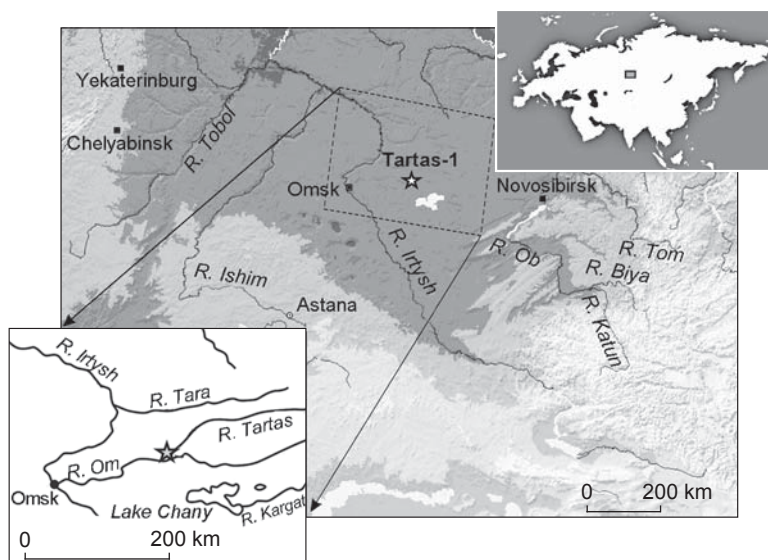 Yekaterinburg
Chelyabinsk
R. Tobol
Tartas-1
Omsk
Novosibirsk
R. Ishim
R. Irtysh
R. Ob
R. Tom
R. Biya
R. Katun
Astana
0 200 km
R. Irtysh
R. Tara
R. Tartas
R. Om
Omsk
Lake Chany
R. Kargat
0 200 km